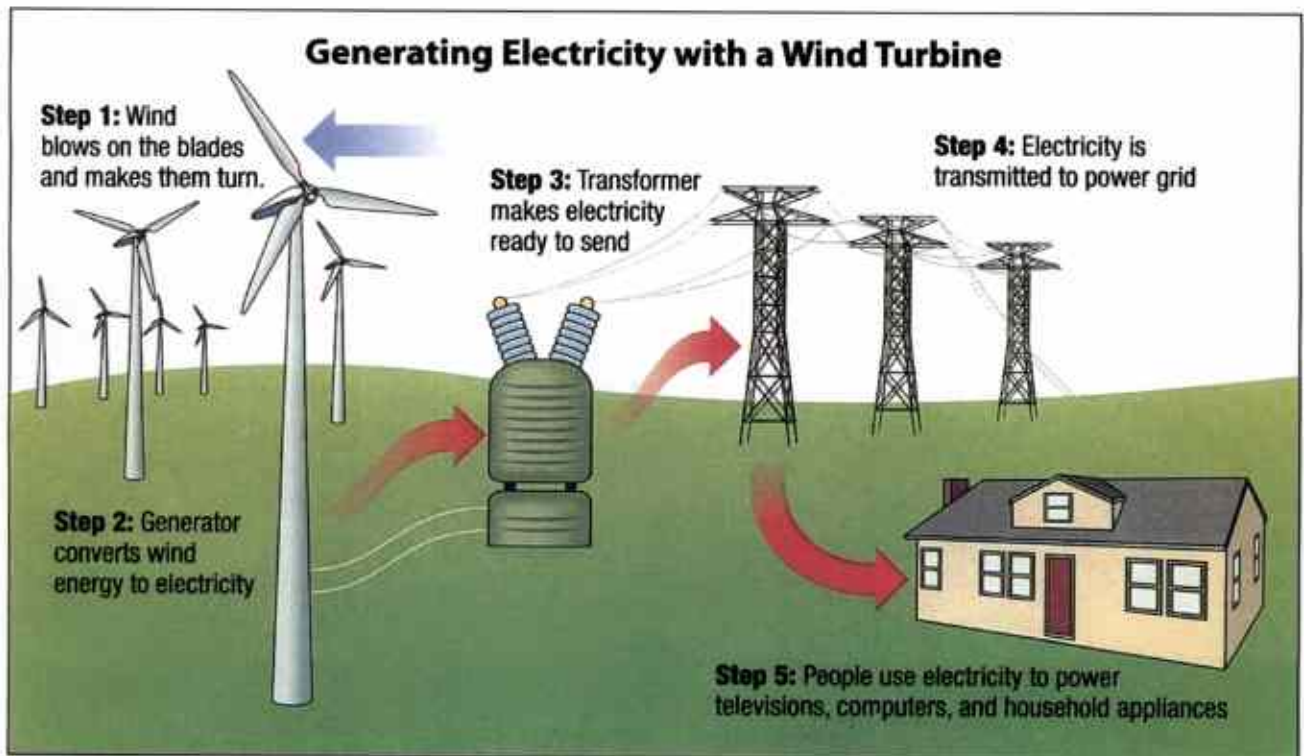 Generating Electricity with a Wind Turbine
Step 1: Wind
blows on the blades
and makes them turn.
Step 2: Generator
converts wind
energy to electricity
Step 3: Transformer
makes electricity
ready to send
Step 4: Electricity is
transmitted to power grid
Step 5: People use electricity to power
televisions, computers, and household appliances